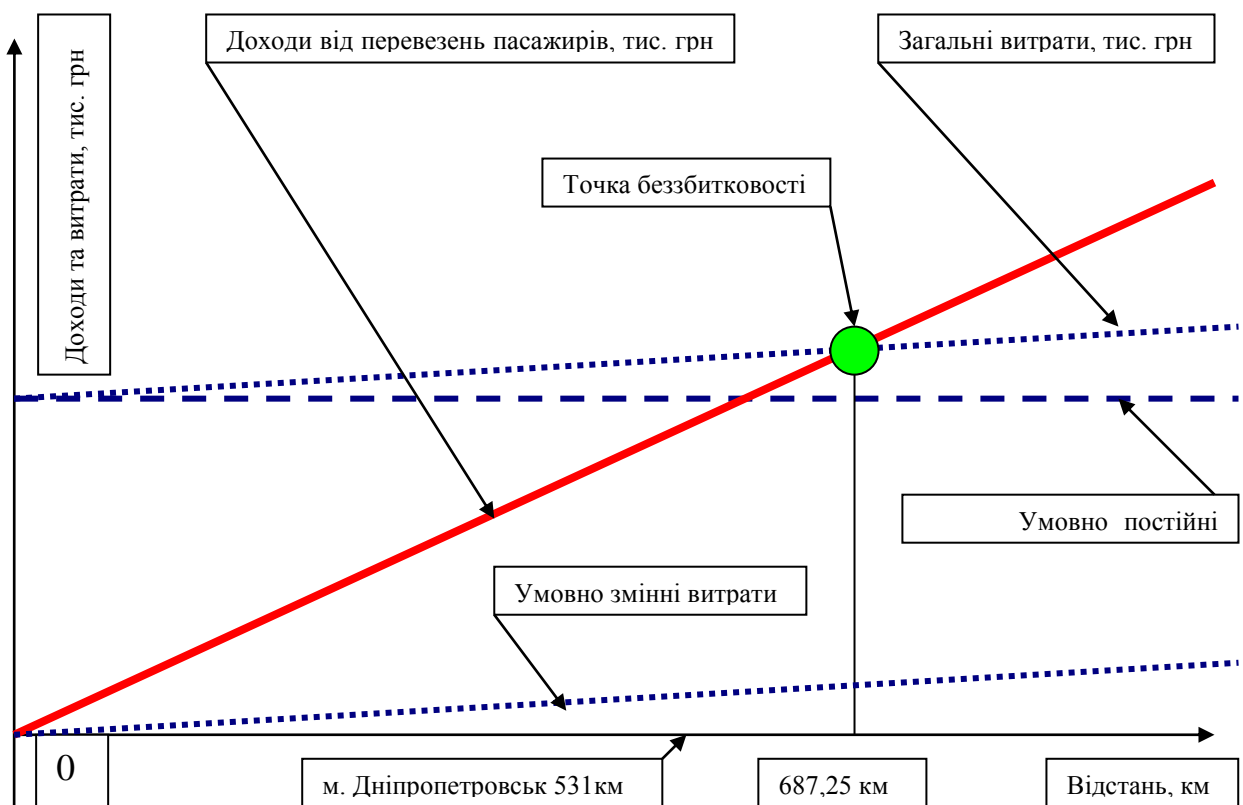 Доходи від перевезень пасажирів, тис. грн
Загальні витрати, тис. грн
Доходи та витрати, тис. грн
Точка беззбитковості
Умовно постійні
Умовно змінні витрати
0
м. Дніпропетровськ 531км
687,25 км
Відстань, км